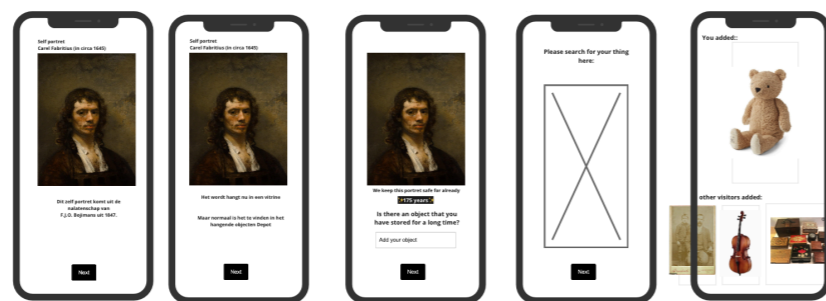 Self portret
Carel Fabritius (in circa 1645)
Dit zelf portret komt uit de
nalatenschap van
F.J.O. Boijmans uit 1847.
Next
Self portret
Carel Fabritius (in circa 1645)
Het wordt hangt nu in een vitrine
Maar normaal is het te vinden in het
hangende objecten Depot
Next
We keep this portret safe for already
+175 years
Is there an object that you
have stored for a long time?
Add your object
Next
Please search for your thing
here:
Next
You added::
other visitors added: